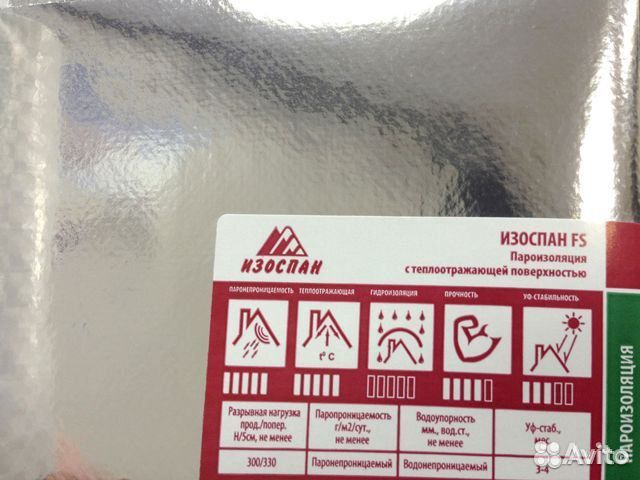 ИЗОСПАН
ИЗОСПАН FS
Пароизоляция
с теплоотражающей поверхностью
ПАРОНЕПРОНИЦАЕМОСТЬ ТЕПЛООТРАЖАЮЩАЯ ГИДРОИЗОЛЯЦИЯ ПРОЧНОСТЬ УФ-СТАБИЛЬНОСТЬ
t° C
Разрывная нагрузка
прод./попер.
Н/5см, не менее
Паропроницаемость
г/м2/сут.,
не менее
Водоупорность
мм., вод.ст.,
не менее
Уф-стаб.,
мес
300/330 Паронепроницаемый Водонепроницаемый 3-4
ПАРОИЗОЛЯЦИЯ
Avito